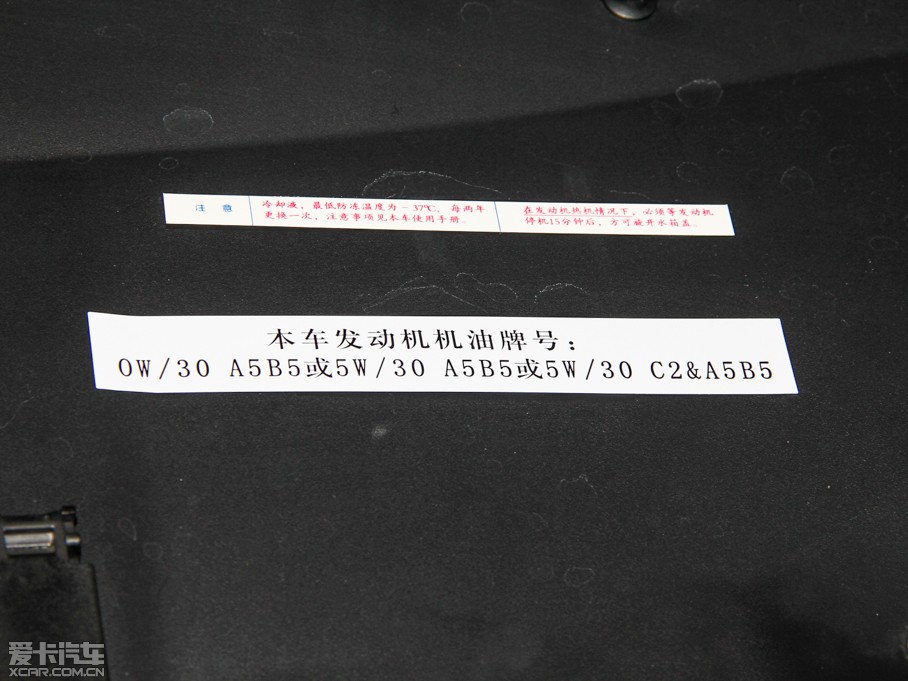 注 意
冷却液，最低防冻温度为－37℃，每两年
更换一次，注意事项见本车使用手册。
在发动机热机情况下，必须等发动机
停机15分钟后，方可旋开水箱盖。
本车发动机机油牌号：
0W/30 A5B5或5W/30 A5B5或5W/30 C2&A5B5
爱卡汽车
XCAR.COM.CN